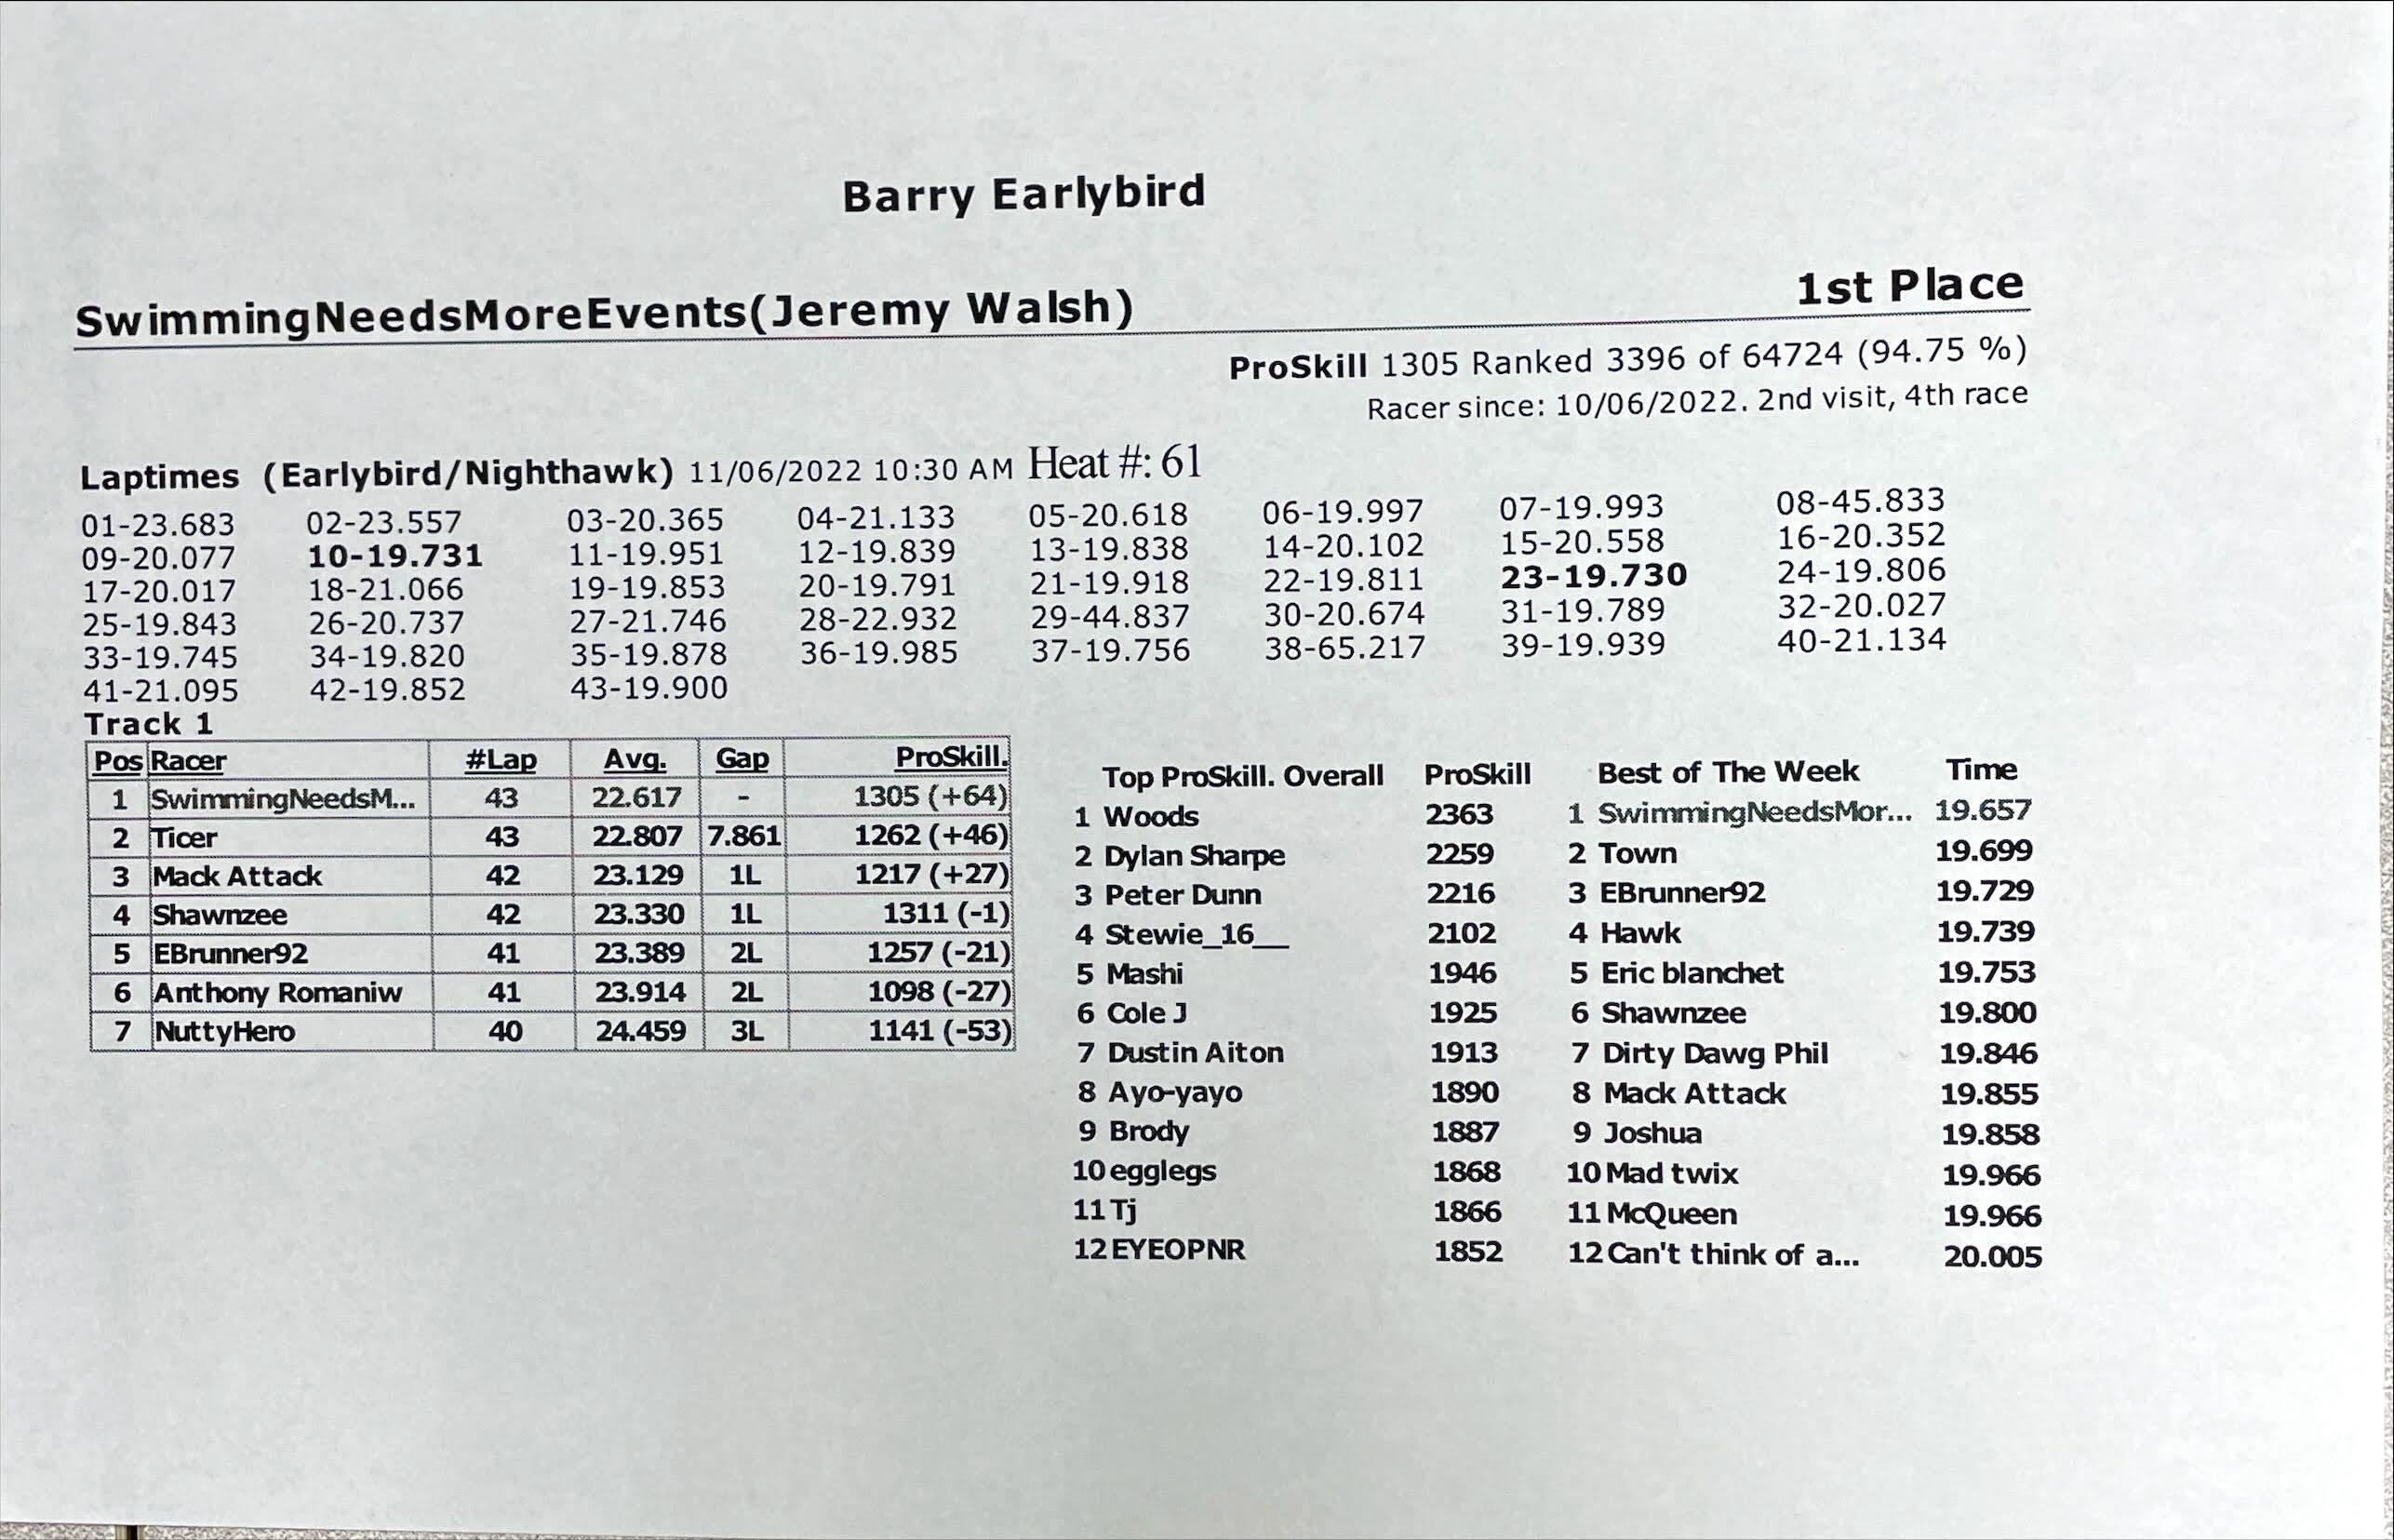 Barry Earlybird
SwimmingNeedsMoreEvents(Jeremy Walsh)
1st Place
ProSkill 1305 Ranked 3396 of 64724 (94.75 %)
Racer since: 10/06/2022. 2nd visit, 4th race
Laptimes (Earlybird/Nighthawk) 11/06/2022 10:30 AM Heat #: 61
01-23.683 02-23.557 03-20.365 04-21.133 05-20.618 06-19.997 07-19.993 08-45.833
09-20.077 10-19.731 11-19.951 12-19.839 13-19.838 14-20.102 15-20.558 16-20.352
17-20.017 18-21.066 19-19.853 20-19.791 21-19.918 22-19.811 23-19.730 24-19.806
25-19.843 26-20.737 27-21.746 28-22.932 29-44.837 30-20.674 31-19.789 32-20.027
33-19.745 34-19.820 35-19.878 36-19.985 37-19.756 38-65.217 39-19.939 40-21.134
41-21.095 42-19.852 43-19.900
Track 1
Pos Racer #Lap Avg. Gap ProSkill.
1 SwimmingNeedsM... 43 22.617 - 1305 (+64)
2 Ticer 43 22.807 7.861 1262 (+46)
3 Mack Attack 42 23.129 1L 1217 (+27)
4 Shawnzee 42 23.330 1L 1311 (-1)
5 EBrunner92 41 23.389 2L 1257 (-21)
6 Anthony Romaniw 41 23.914 2L 1098 (-27)
7 NuttyHero 40 24.459 3L 1141 (-53)
Top ProSkill. Overall ProSkill
1 Woods 2363
2 Dylan Sharpe 2259
3 Peter Dunn 2216
4 Stewie_16__ 2102
5 Mashi 1946
6 Cole J 1925
7 Dustin Aiton 1913
8 Ayo-yayo 1890
9 Brody 1887
10 egglegs 1868
11 Tj 1866
12 EYEOPNR 1852
Best of The Week Time
1 SwimmingNeedsMor... 19.657
2 Town 19.699
3 EBrunner92 19.729
4 Hawk 19.739
5 Eric blanchet 19.753
6 Shawnzee 19.800
7 Dirty Dawg Phil 19.846
8 Mack Attack 19.855
9 Joshua 19.858
10 Mad twix 19.966
11 McQueen 19.966
12 Can't think of a... 20.005